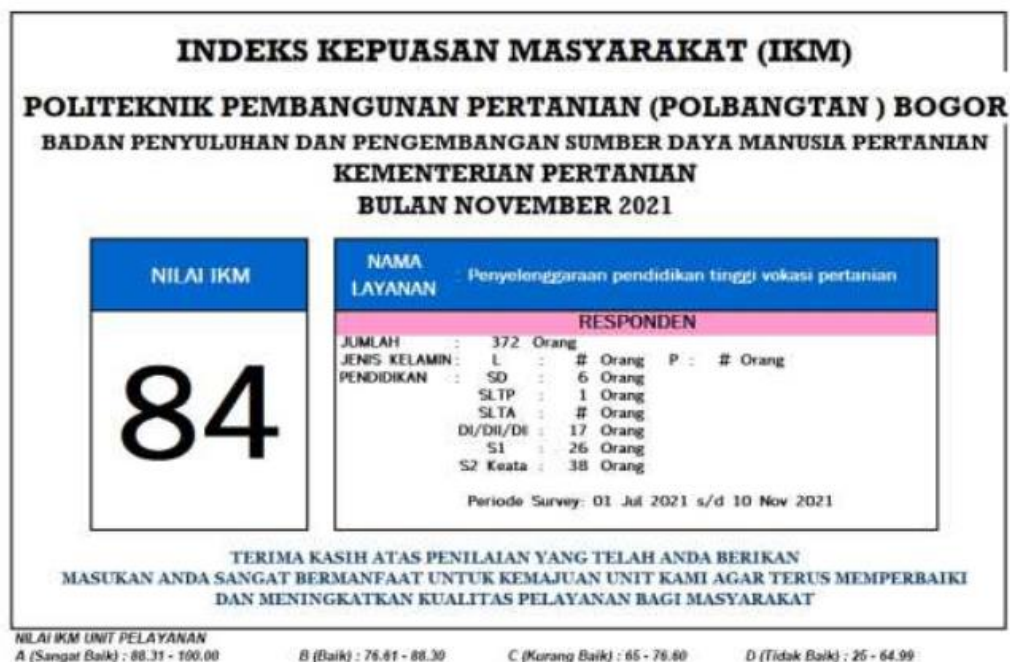 INDEKS KEPUASAN MASYARAKAT (IKM)
POLITEKNIK PEMBANGUNAN PERTANIAN (POLBANGTAN ) BOGOR
BADAN PENYULUHAN DAN PENGEMBANGAN SUMBER DAYA MANUSIA PERTANIAN
KEMENTERIAN PERTANIAN
BULAN NOVEMBER 2021
NILAI IKM
84
NAMA LAYANAN : Penyelenggaraan pendidikan tinggi vokasi pertanian
RESPONDEN
JUMLAH : 372 Orang
JENIS KELAMIN : L : # Orang P : # Orang
PENDIDIKAN : SD : 6 Orang
SLTP : 1 Orang
SLTA : # Orang
DI/DII/DI : 17 Orang
S1 : 26 Orang
S2 Keata : 38 Orang
Periode Survey: 01 Jul 2021 s/d 10 Nov 2021
TERIMA KASIH ATAS PENILAIAN YANG TELAH ANDA BERIKAN
MASUKAN ANDA SANGAT BERMANFAAT UNTUK KEMAJUAN UNIT KAMI AGAR TERUS MEMPERBAIKI
DAN MENINGKATKAN KUALITAS PELAYANAN BAGI MASYARAKAT
NILAI IKM UNIT PELAYANAN
A (Sangat Baik) : 88.31 - 100.00 B (Baik) : 76.61 - 88.30 C (Kurang Baik) : 65 - 76.60 D (Tidak Baik) : 25 - 64.99